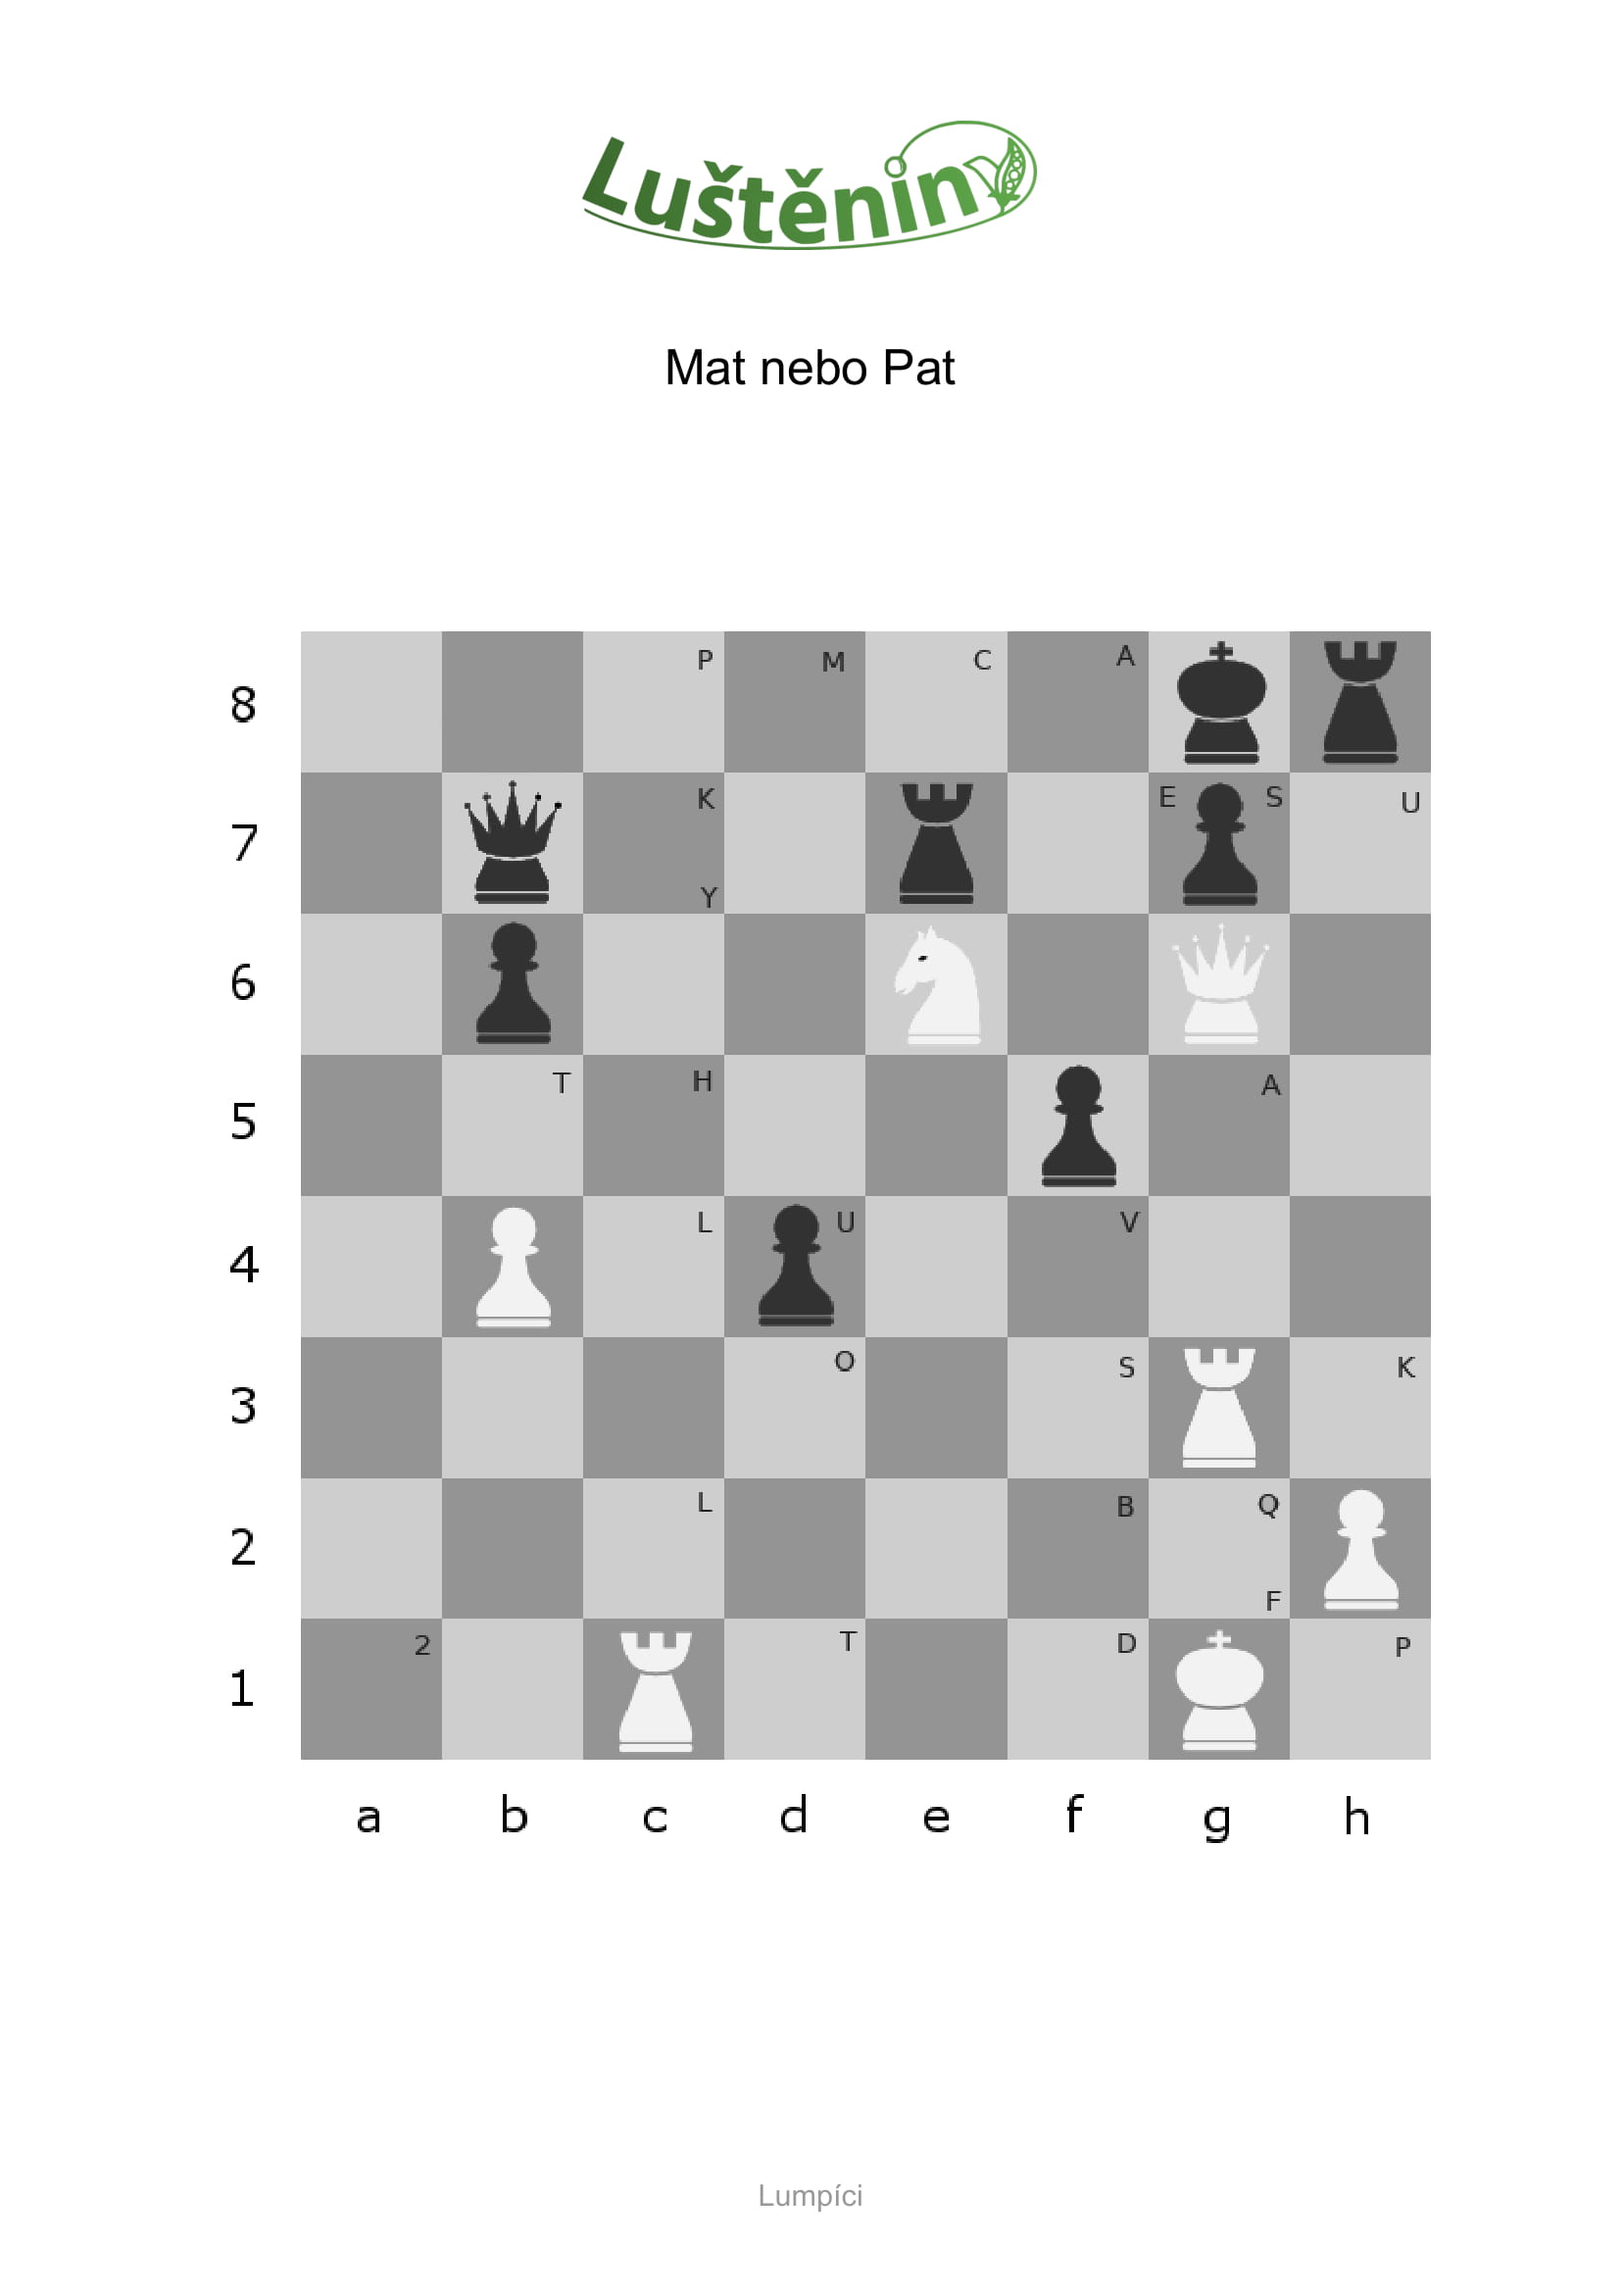 Luštěniny
Mat nebo Pat
P M C A
8
K E S U
7
Y
6
T H A
5
L U V
4
O S K
3
L B Q
2
F
2 T D P
1
a b c d e f g h
Lumpíci